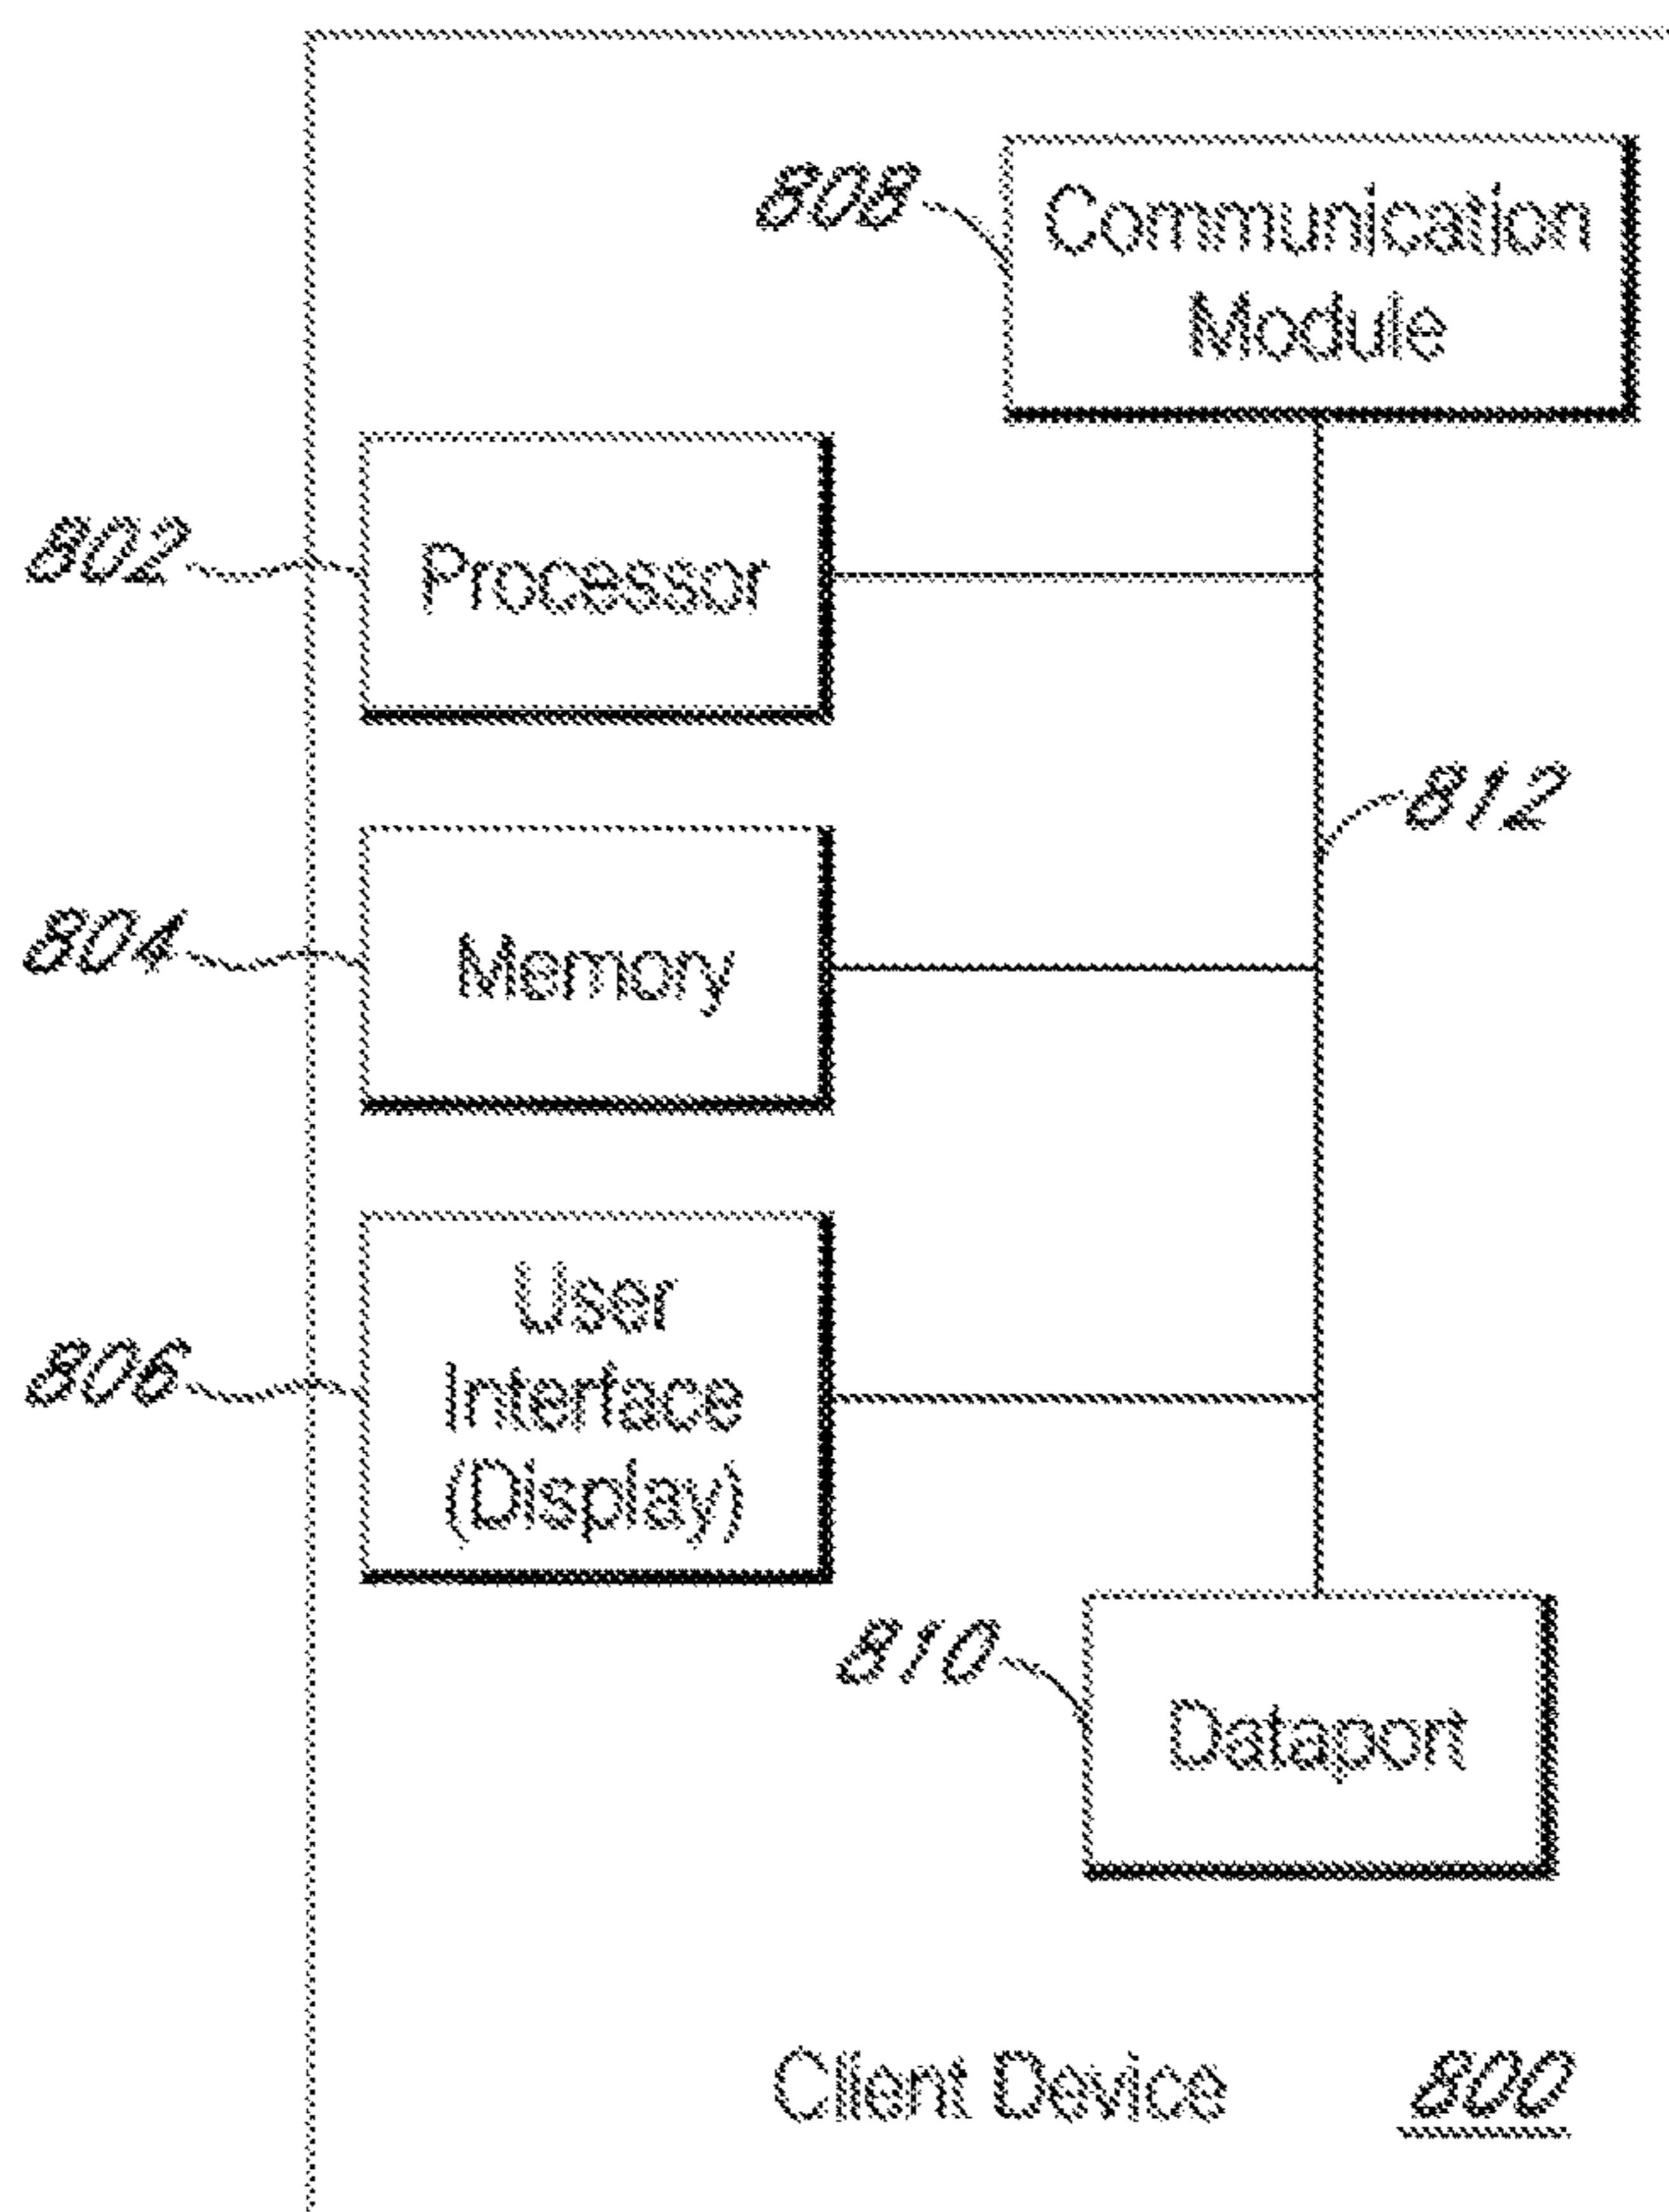 808
Communication
Module
802
Processor
812
804
Memory
806
User
Interface
(Display)
810
Dataport
Client Device 800